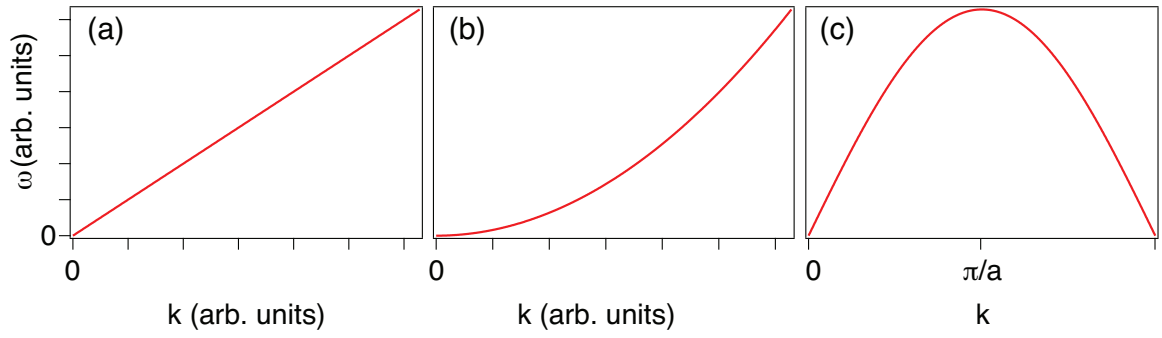 (a)
(b)
(c)
ω(arb. units)
0
0
0
0
π/a
k (arb. units)
k (arb. units)
k